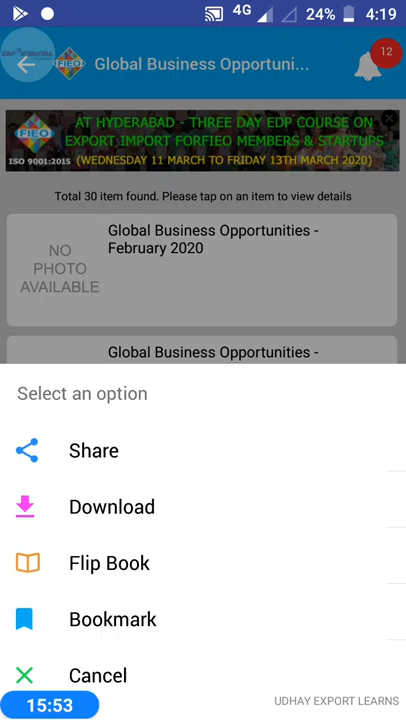 4G
24%
4:19
Global Business Opportuni...
12
FIEO
ISO 9001:2015
AT HYDERABAD - THREE DAY EDP COURSE ON
EXPORT IMPORT FORFIEO MEMBERS & STARTUPS
(WEDNESDAY 11 MARCH TO FRIDAY 13TH MARCH 2020)
Total 30 item found. Please tap on an item to view details
NO
PHOTO
AVAILABLE
Global Business Opportunities -
February 2020
Global Business Opportunities -
Select an option
Share
Download
Flip Book
Bookmark
Cancel
15:53
UDHAY EXPORT LEARNS